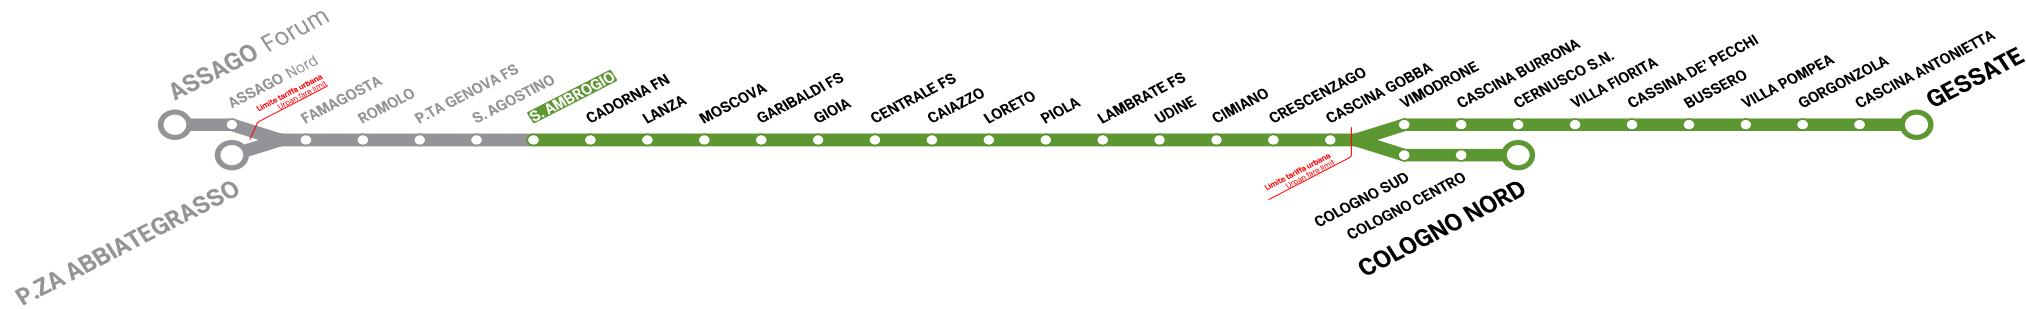 ASSAGO Forum
ASSAGO Nord
Limite tariffa urbana
Urban fare limit
P.ZA ABBIATEGRASSO
FAMAGOSTA
ROMOLO
P.TA GENOVA FS
S. AGOSTINO
S. AMBROGIO
CADORNA FN
LANZA
MOSCOVA
GARIBALDI FS
GIOIA
CENTRALE FS
CAIAZZO
LORETO
PIOLA
LAMBRATE FS
UDINE
CIMIANO
CRESCENZAGO
CASCINA GOBBA
Limite tariffa urbana
Urban fare limit
VIMODRONE
CASCINA BURRONA
CERNUSCO S.N.
VILLA FIORITA
CASSINA DE' PECCHI
BUSSERO
VILLA POMPEA
GORGONZOLA
CASCINA ANTONIETTA
GESSATE
COLOGNO SUD
COLOGNO CENTRO
COLOGNO NORD